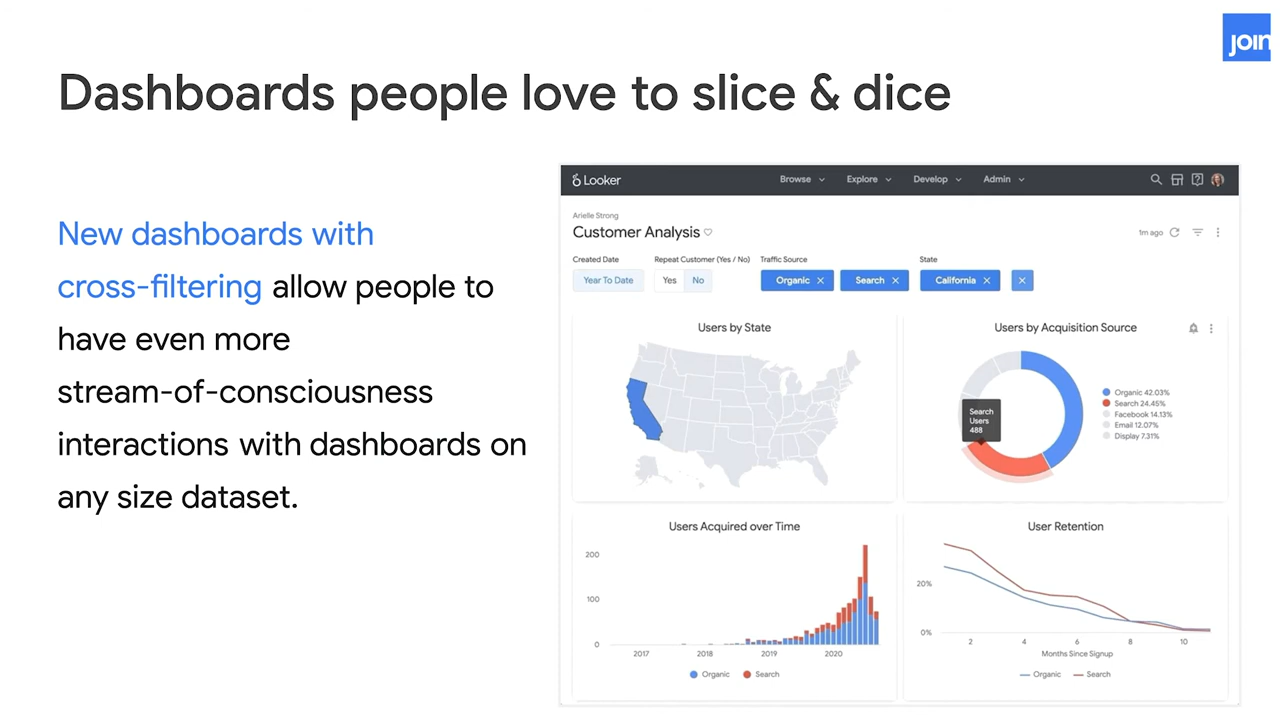 join
Dashboards people love to slice & dice
New dashboards with
cross-filtering allow people to
have even more
stream-of-consciousness
interactions with dashboards on
any size dataset.
Looker
Browse Explore Develop Admin
Arielle Strong
Customer Analysis
1m ago
Created Date Repeat Customer (Yes / No) Traffic Source State
Year To Date Yes No Organic × Search × California × ×
Users by State
Users by Acquisition Source
Search
Users
488
Organic 42.03%
Search 24.45%
Facebook 14.13%
Email 12.07%
Display 7.31%
Users Acquired over Time
200
100
0
2017 2018 2019 2020
Organic Search
User Retention
20%
0%
2 4 6 8 10
Months Since Signup
Organic Search